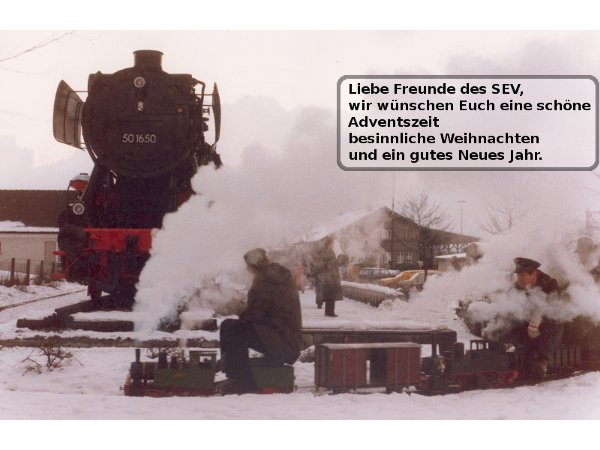 Liebe Freunde des SEV,
wir wünschen Euch eine schöne
Adventszeit
besinnliche Weihnachten
und ein gutes Neues Jahr.
50 1650